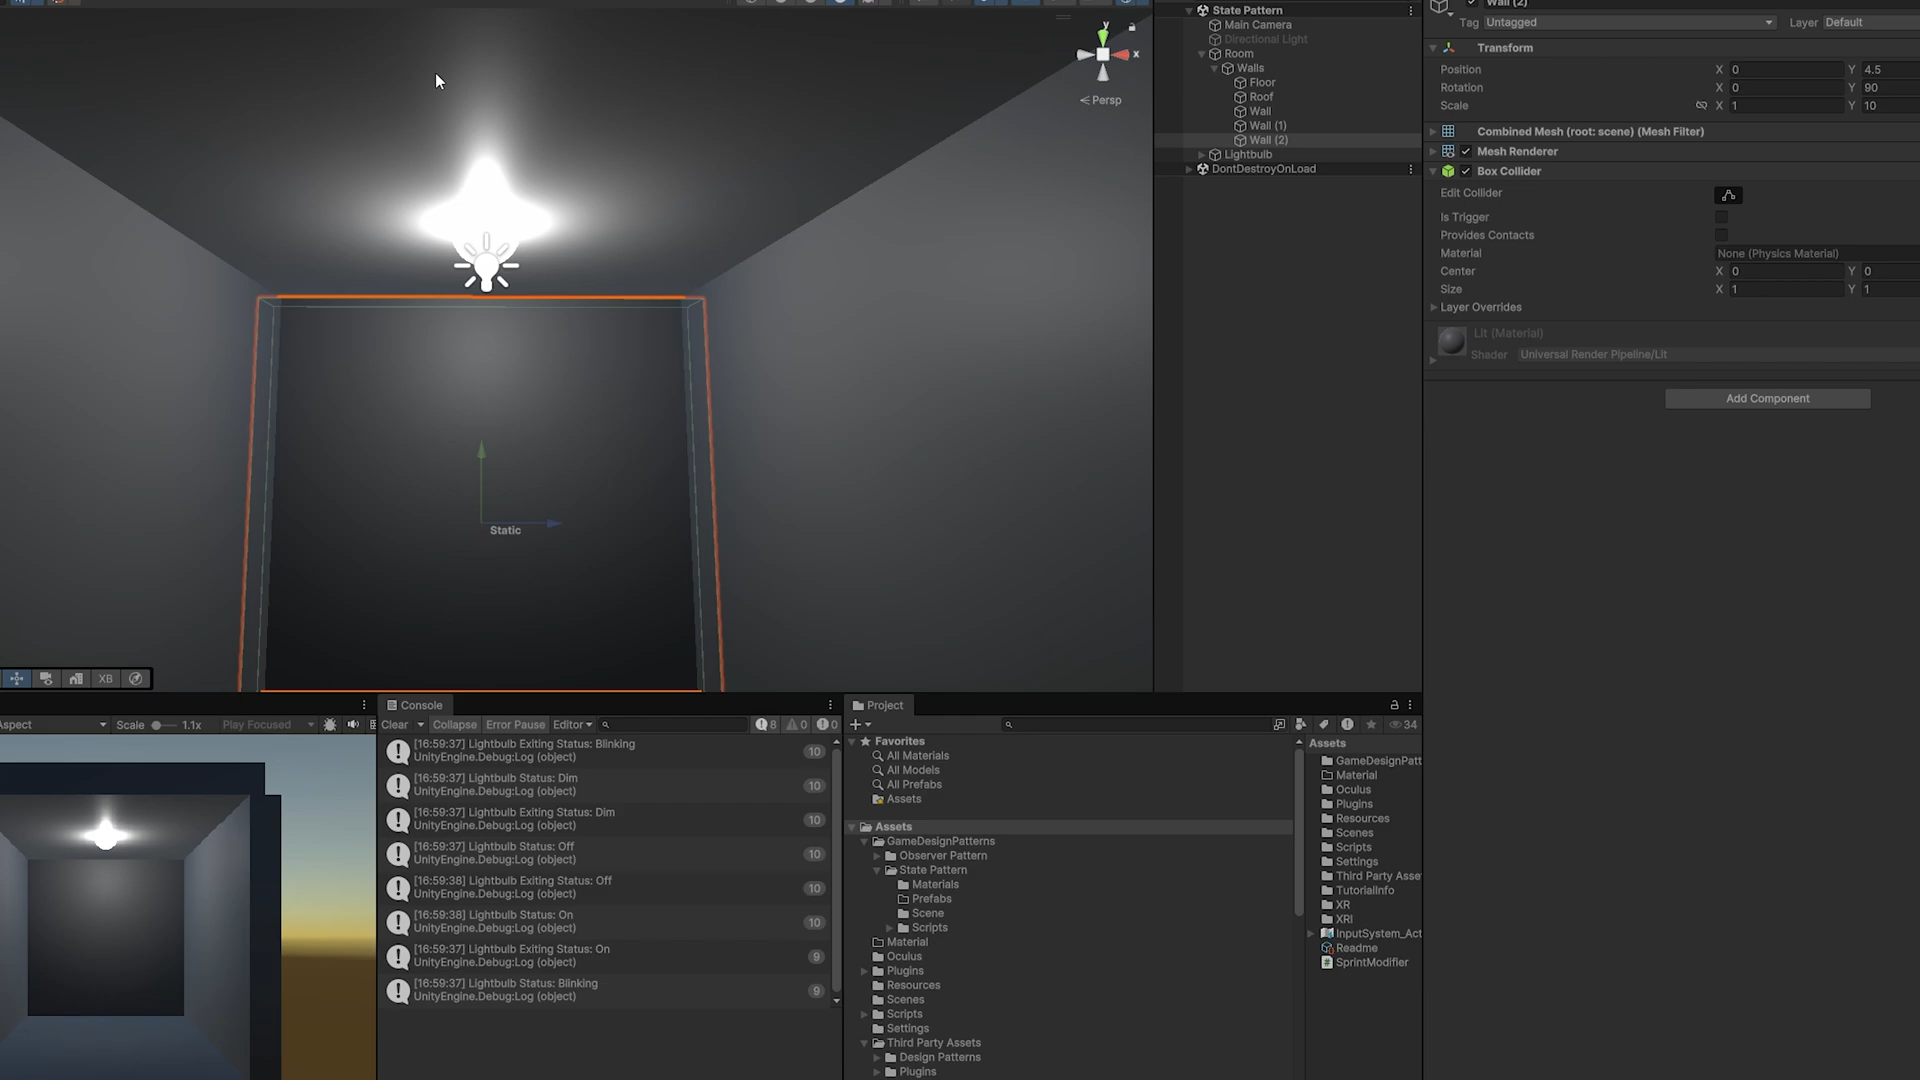 Persp
Static
XB
State Pattern
Main Camera
Directional Light
Room
Walls
Floor
Roof
Wall
Wall (1)
Wall (2)
Lightbulb
DontDestroyOnLoad
Wall (2)
Tag Untagged Layer Default
Transform
Position X 0 Y 4.5
Rotation X 0 Y 90
Scale X 1 Y 10
Combined Mesh (root: scene) (Mesh Filter)
Mesh Renderer
Box Collider
Edit Collider
Is Trigger
Provides Contacts
Material None (Physics Material)
Center X 0 Y 0
Size X 1 Y 1
Layer Overrides
Lit (Material)
Shader Universal Render Pipeline/Lit
Add Component
Aspect Scale 1.1x Play Focused
Console
Clear Collapse Error Pause Editor 8 0 0
[16:59:37] Lightbulb Exiting Status: Blinking
UnityEngine.Debug:Log (object)
10
[16:59:37] Lightbulb Status: Dim
UnityEngine.Debug:Log (object)
10
[16:59:37] Lightbulb Exiting Status: Dim
UnityEngine.Debug:Log (object)
10
[16:59:37] Lightbulb Status: Off
UnityEngine.Debug:Log (object)
10
[16:59:38] Lightbulb Exiting Status: Off
UnityEngine.Debug:Log (object)
10
[16:59:38] Lightbulb Status: On
UnityEngine.Debug:Log (object)
10
[16:59:37] Lightbulb Exiting Status: On
UnityEngine.Debug:Log (object)
9
[16:59:37] Lightbulb Status: Blinking
UnityEngine.Debug:Log (object)
9
Project
34
Favorites
All Materials
All Models
All Prefabs
Assets
Assets
GameDesignPatterns
Observer Pattern
State Pattern
Materials
Prefabs
Scene
Scripts
Material
Oculus
Plugins
Resources
Scenes
Scripts
Settings
Third Party Assets
Design Patterns
Plugins
Assets
GameDesignPatt
Material
Oculus
Plugins
Resources
Scenes
Scripts
Settings
Third Party Asse
TutorialInfo
XR
XRI
InputSystem_Act
Readme
SprintModifier